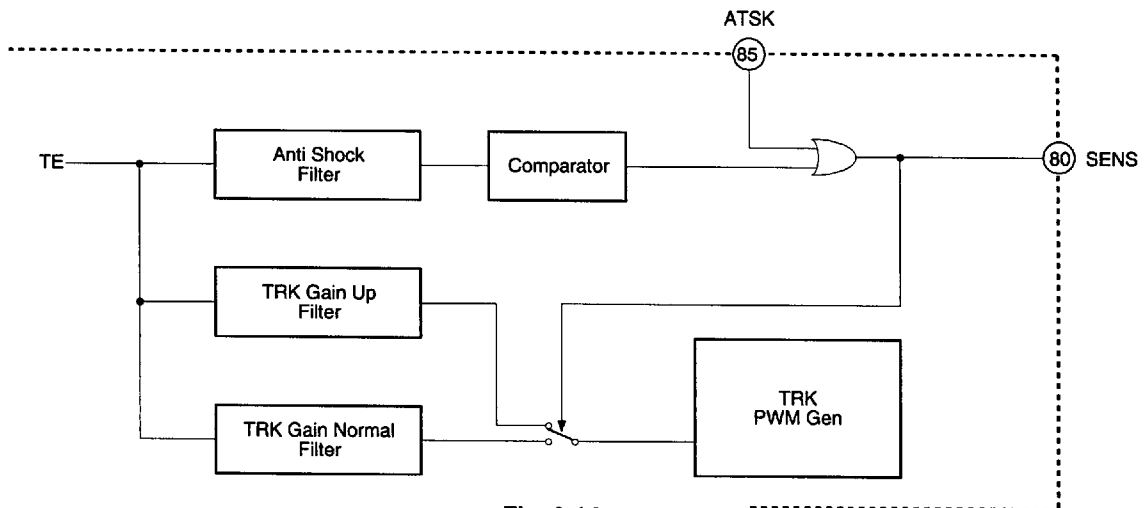 ATSK
85
TE
Anti Shock
Filter
Comparator
80 SENS
TRK Gain Up
Filter
TRK Gain Normal
Filter
TRK
PWM Gen